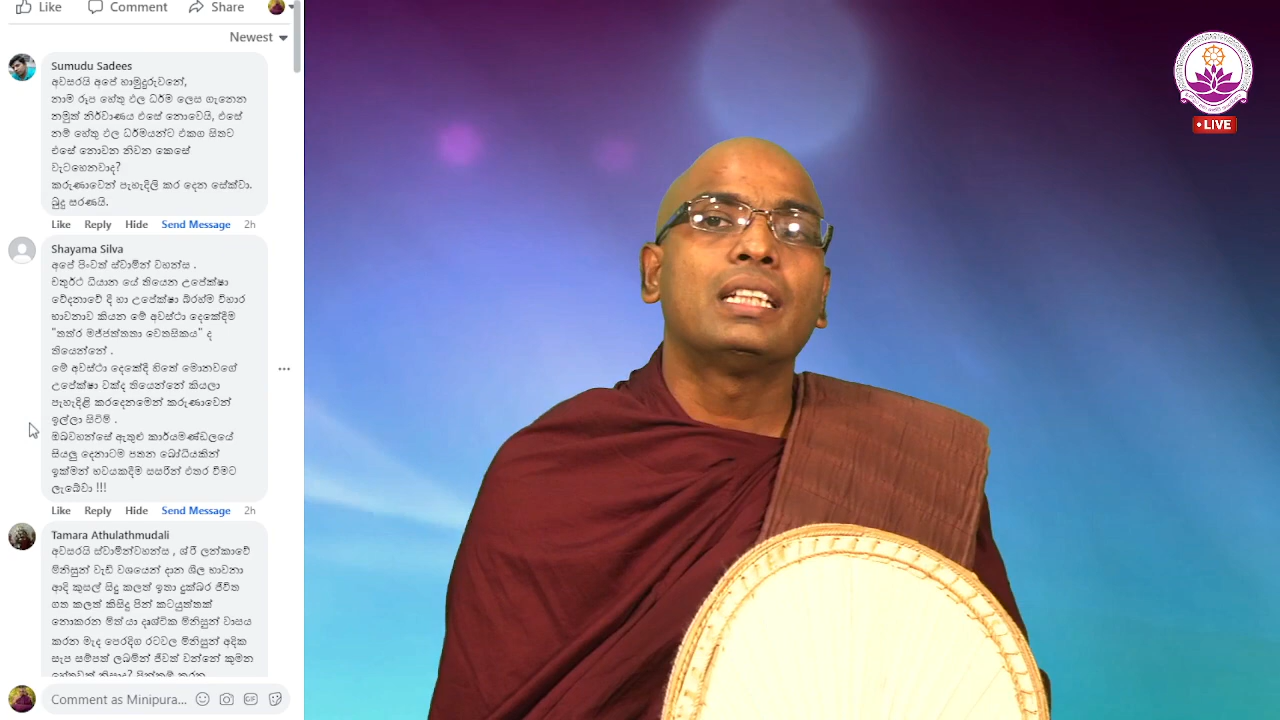 Like Comment Share
Newest
Sumudu Sadees
අවසරයි අපේ හාමුදුරුවනේ,
නාම රූප හේතු ඵල ධර්ම ලෙස ගැනෙන
නමුත් නිර්වාණය එසේ නොවෙයි, එසේ
නම් හේතු ඵල ධර්මයන්ට එකඟ සිතට
එසේ නොවන නිවන කෙසේ
වැටහෙනවාද?
කරුණාවෙන් පැහැදිලි කර දෙන සේක්වා.
බුදු සරණයි.
Like Reply Hide Send Message 2h
Shayama Silva
අපේ පිංවත් ස්වාමින් වහන්ස .
චතුර්ථ ධ්යාන යේ තියෙන උපේක්ෂා
වේදනාවේ දී හා උපේක්ෂා බ්රහ්ම විහාර
භාවනාව කියන මේ අවස්ථා දෙකේදීම
"තත්ර මජ්ජත්තතා චෛතසිකය" ද
තියෙන්නේ .
මේ අවස්ථා දෙකේදී හිතේ මොනවගේ
උපේක්ෂා වක්ද තියෙන්නේ කියලා
පැහැදිළි කරදෙනමෙන් කරුණාවෙන්
ඉල්ලා සිටිමි .
ඔබවහන්සේ ඇතුළු කාර්යමණ්ඩලයේ
සියලු දෙනාටම පතන බෝධියකින්
ඉක්මන් භවයකදීම සසරින් එතර වීමට
ලැබේවා !!!
Like Reply Hide Send Message 2h
Tamara Athulathmudali
අවසරයි ස්වාමින්වහන්ස , ශ්රී ලන්කාවේ
මිනිසුන් වැඩි වශයෙන් දාන ශීල භාවනා
ආදි කුසල් සිදු කලත් ඉතා දුක්බර ජීවිත
ගත කලත් කිසිදු පින් කටයුත්තක්
නොකරන මිත් යා දෘශ්ටික මිනිසුන් වාසය
කරන මැද පෙරදිග රටවල මිනිසුන් අදික
සැප සම්පත් ලබමින් ජීවත් වන්නේ කුමන
Comment as Minipura...
• LIVE